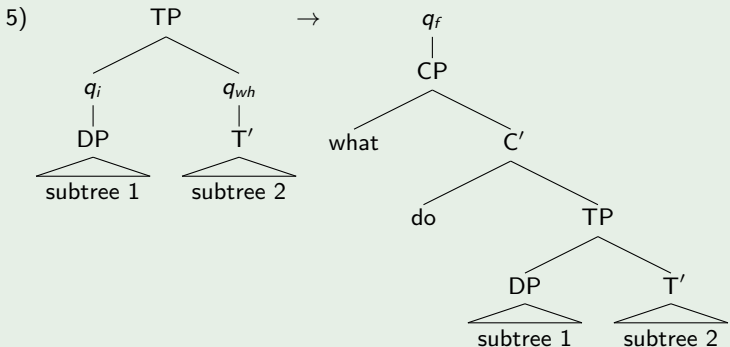 5) TP → q_f
q_i q_wh CP
DP T′ what C′
subtree 1 subtree 2
do TP
DP T′
subtree 1 subtree 2